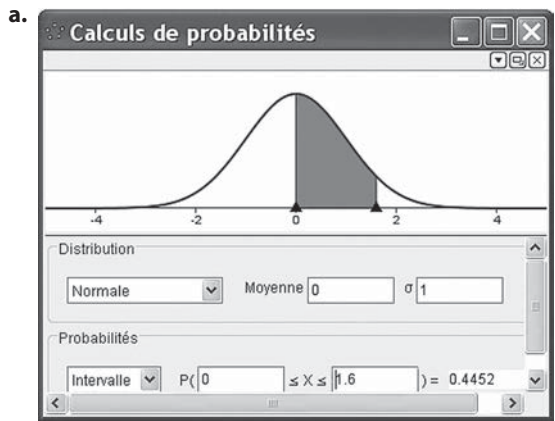 a.
Calculs de probabilités
-4 -2 0 2 4
Distribution
Normale Moyenne 0 σ 1
Probabilités
Intervalle P( 0 ≤ X ≤ 1.6 ) = 0.4452